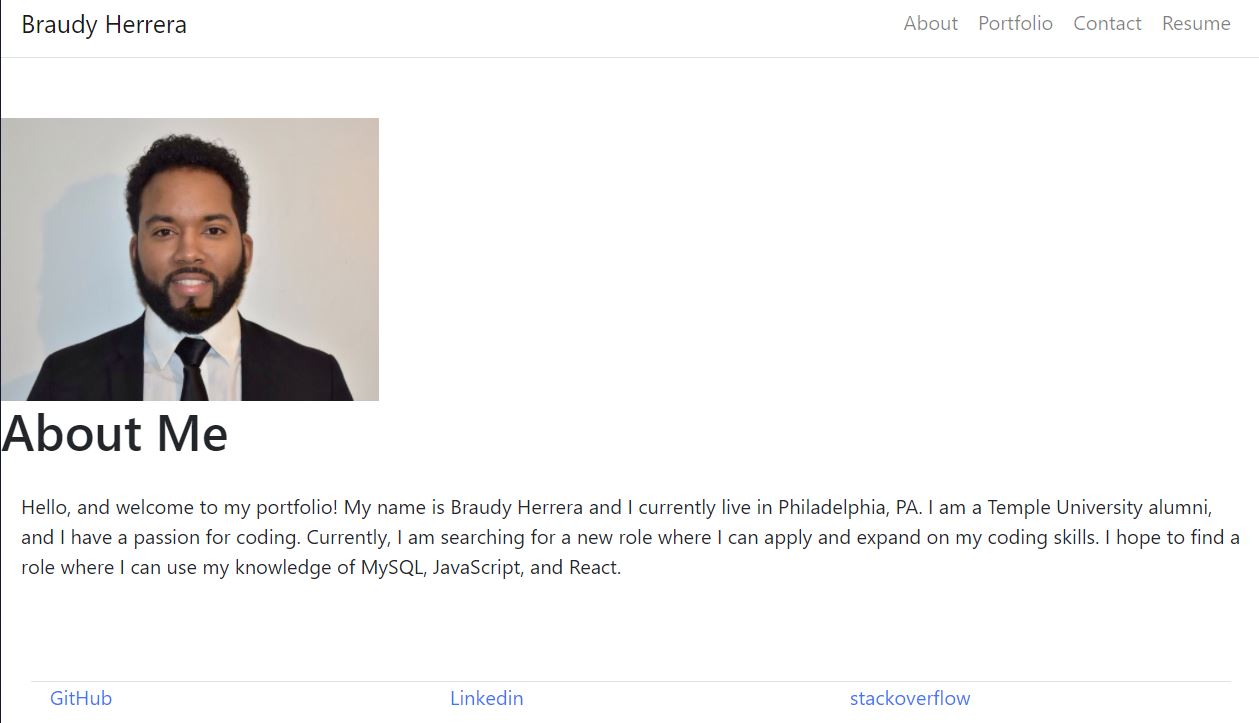 Braudy Herrera About Portfolio Contact Resume
About Me
Hello, and welcome to my portfolio! My name is Braudy Herrera and I currently live in Philadelphia, PA. I am a Temple University alumni,
and I have a passion for coding. Currently, I am searching for a new role where I can apply and expand on my coding skills. I hope to find a
role where I can use my knowledge of MySQL, JavaScript, and React.
GitHub Linkedin stackoverflow